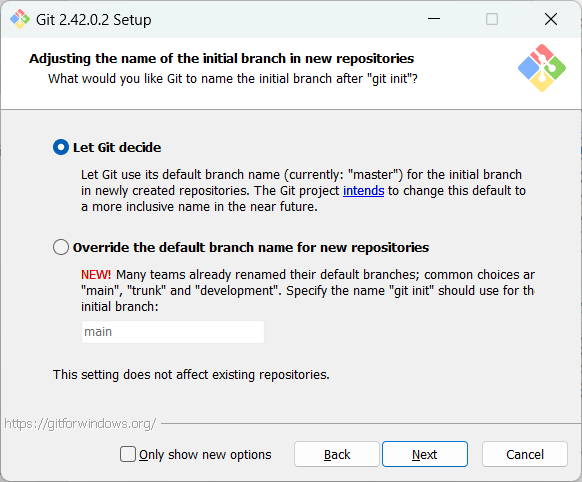 Git 2.42.0.2 Setup
Adjusting the name of the initial branch in new repositories
What would you like Git to name the initial branch after "git init"?
Let Git decide
Let Git use its default branch name (currently: "master") for the initial branch
in newly created repositories. The Git project intends to change this default to
a more inclusive name in the near future.
Override the default branch name for new repositories
NEW! Many teams already renamed their default branches; common choices ar
"main", "trunk" and "development". Specify the name "git init" should use for the
initial branch:
main
This setting does not affect existing repositories.
https://gitforwindows.org/
Only show new options
Back
Next
Cancel